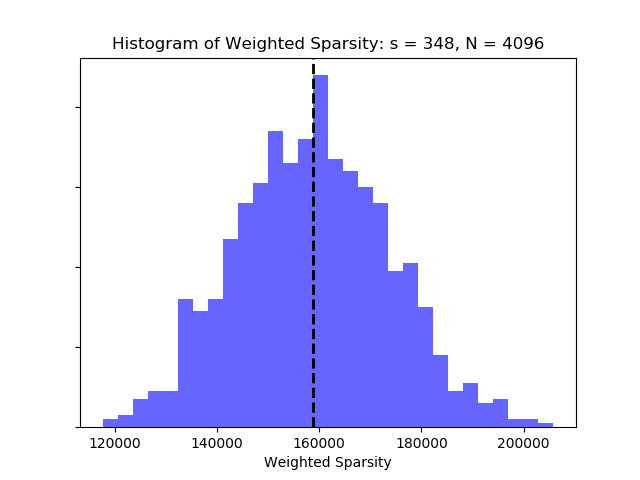 Histogram of Weighted Sparsity: s = 348, N = 4096
120000 140000 160000 180000 200000
Weighted Sparsity